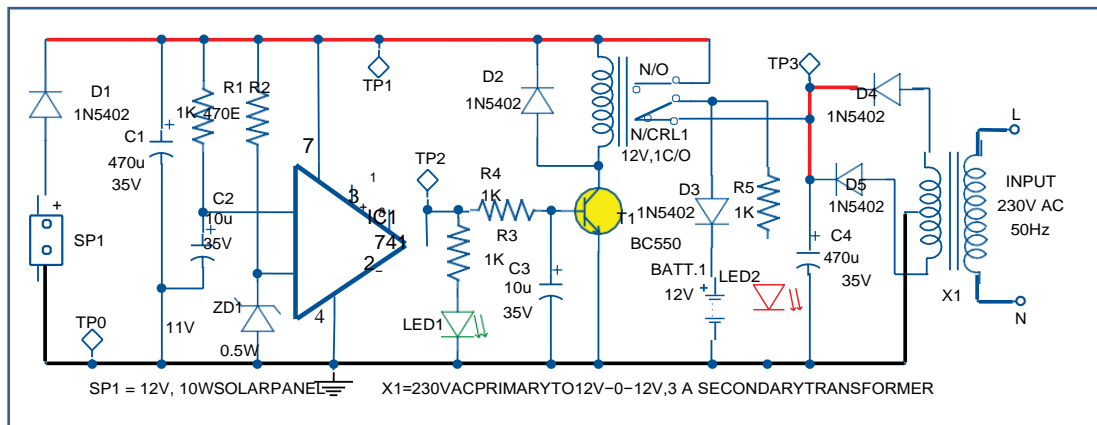 D1
1N5402
+
SP1
TP0
C1
+
470u
35V
1K
R1
R2
470E
C2
10u
+
35V
11V
ZD1
0.5W
7
3
+
1
8
IC1
741
2
−
4
TP1
TP2
R4
1K
R3
1K
LED1
C3
10u
+
35V
D2
1N5402
N/O
N/CRL1
12V,1C/O
T1
BC550
D3
1N5402
R5
1K
BATT.1
+
12V
LED2
TP3
D4
1N5402
D5
1N5402
C4
+
470u
35V
X1
L
INPUT
230V AC
50Hz
N
SP1 = 12V, 10WSOLARPANEL
X1=230VACPRIMARYTO12V−0−12V,3 A SECONDARYTRANSFORMER